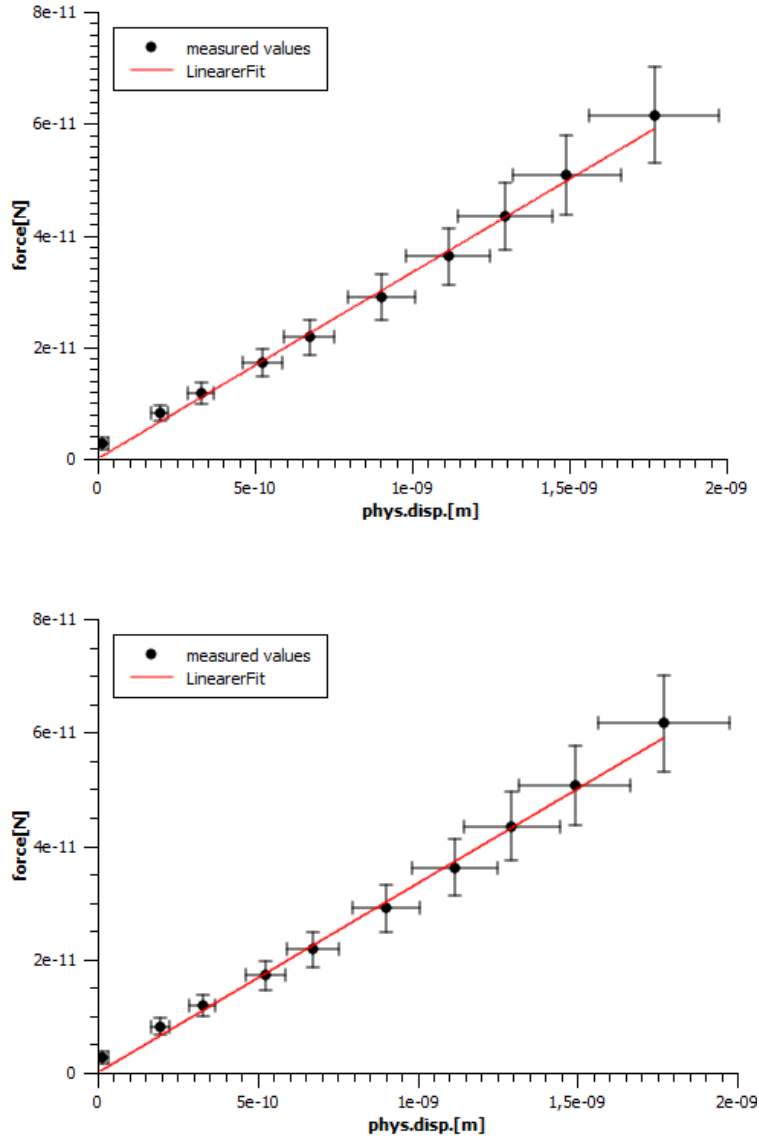 8e-11
measured values
LinearerFit
6e-11
force[N]
4e-11
2e-11
0
0 5e-10 1e-09 1,5e-09 2e-09
phys.disp.[m]
8e-11
measured values
LinearerFit
6e-11
force[N]
4e-11
2e-11
0
0 5e-10 1e-09 1,5e-09 2e-09
phys.disp.[m]